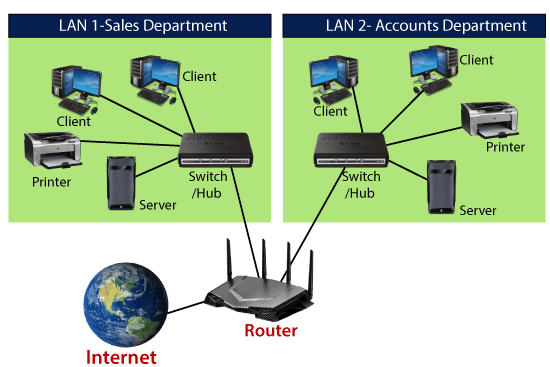 LAN 1-Sales Department
LAN 2- Accounts Department
Client
Client
Printer
Server
Switch
/Hub
Client
Client
Printer
Server
Switch
/Hub
Router
Internet